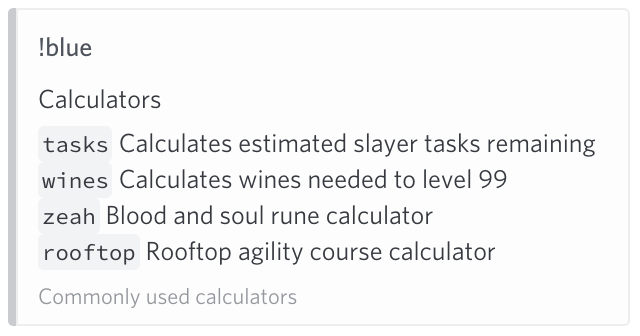 !blue
Calculators
tasks Calculates estimated slayer tasks remaining
wines Calculates wines needed to level 99
zeah Blood and soul rune calculator
rooftop Rooftop agility course calculator
Commonly used calculators